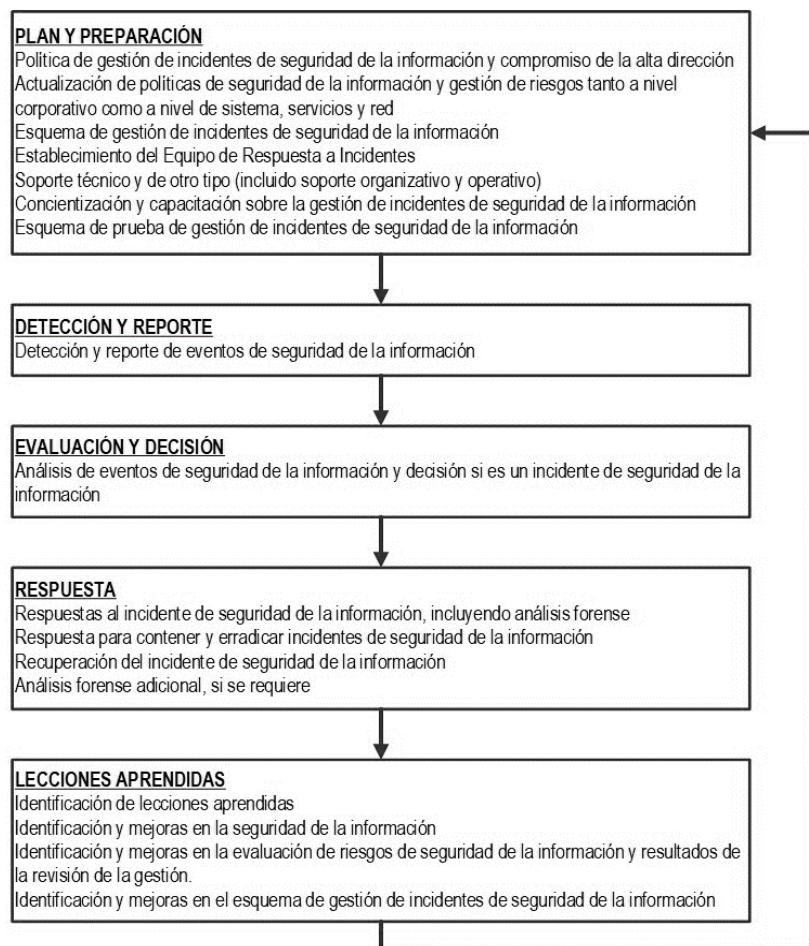 PLAN Y PREPARACIÓN
Política de gestión de incidentes de seguridad de la información y compromiso de la alta dirección
Actualización de políticas de seguridad de la información y gestión de riesgos tanto a nivel
corporativo como a nivel de sistema, servicios y red
Esquema de gestión de incidentes de seguridad de la información
Establecimiento del Equipo de Respuesta a Incidentes
Soporte técnico y de otro tipo (incluido soporte organizativo y operativo)
Concientización y capacitación sobre la gestión de incidentes de seguridad de la información
Esquema de prueba de gestión de incidentes de seguridad de la información
DETECCIÓN Y REPORTE
Detección y reporte de eventos de seguridad de la información
EVALUACIÓN Y DECISIÓN
Análisis de eventos de seguridad de la información y decisión si es un incidente de seguridad de la
información
RESPUESTA
Respuestas al incidente de seguridad de la información, incluyendo análisis forense
Respuesta para contener y erradicar incidentes de seguridad de la información
Recuperación del incidente de seguridad de la información
Análisis forense adicional, si se requiere
LECCIONES APRENDIDAS
Identificación de lecciones aprendidas
Identificación y mejoras en la seguridad de la información
Identificación y mejoras en la evaluación de riesgos de seguridad de la información y resultados de
la revisión de la gestión.
Identificación y mejoras en el esquema de gestión de incidentes de seguridad de la información